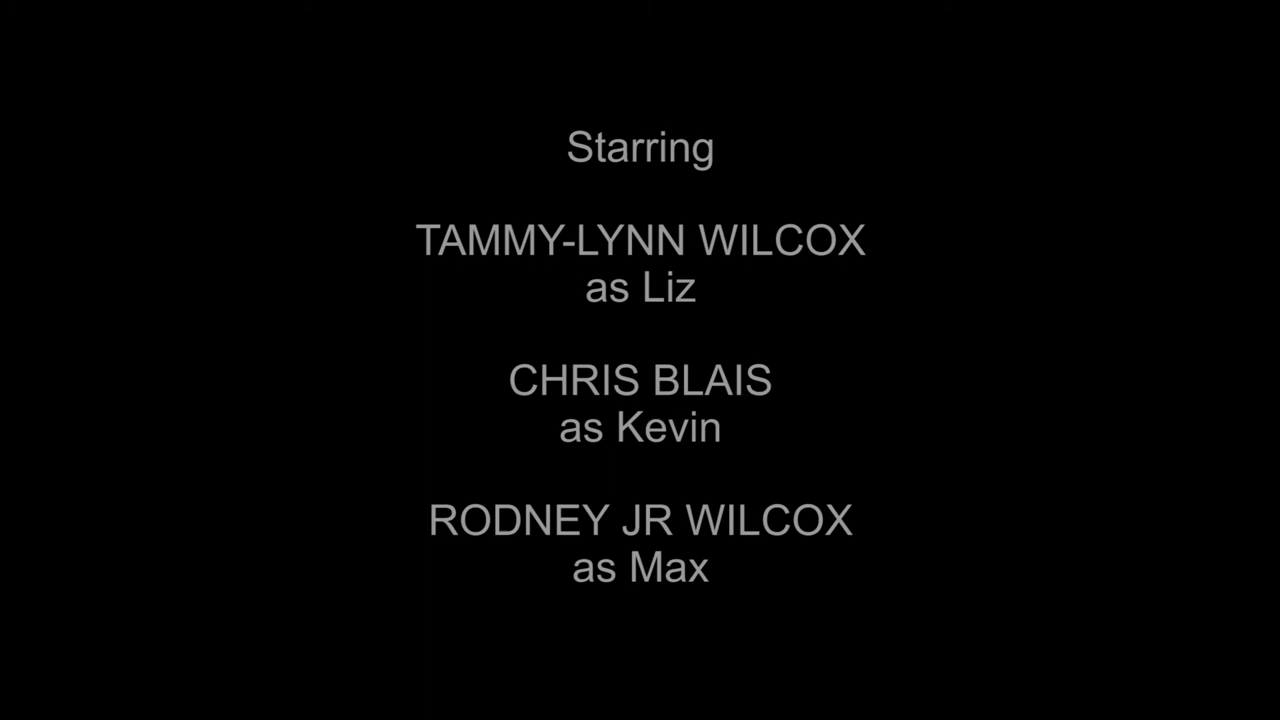 Starring
TAMMY-LYNN WILCOX
as Liz
CHRIS BLAIS
as Kevin
RODNEY JR WILCOX
as Max